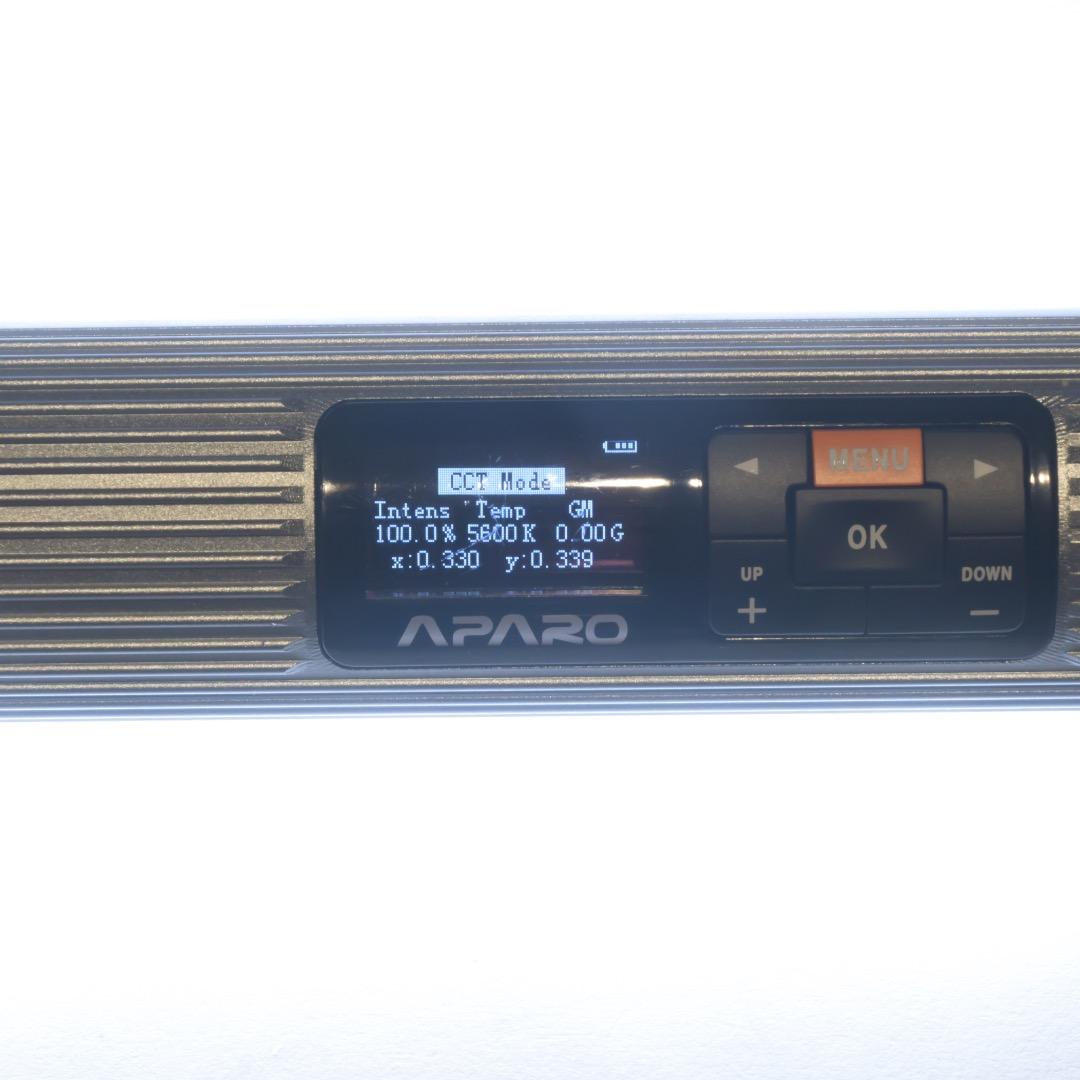 CCT Mode
Intens Temp GM
100.0% 5600K 0.00G
x:0.330 y:0.339
APARO
MENU
OK
UP DOWN
+ −